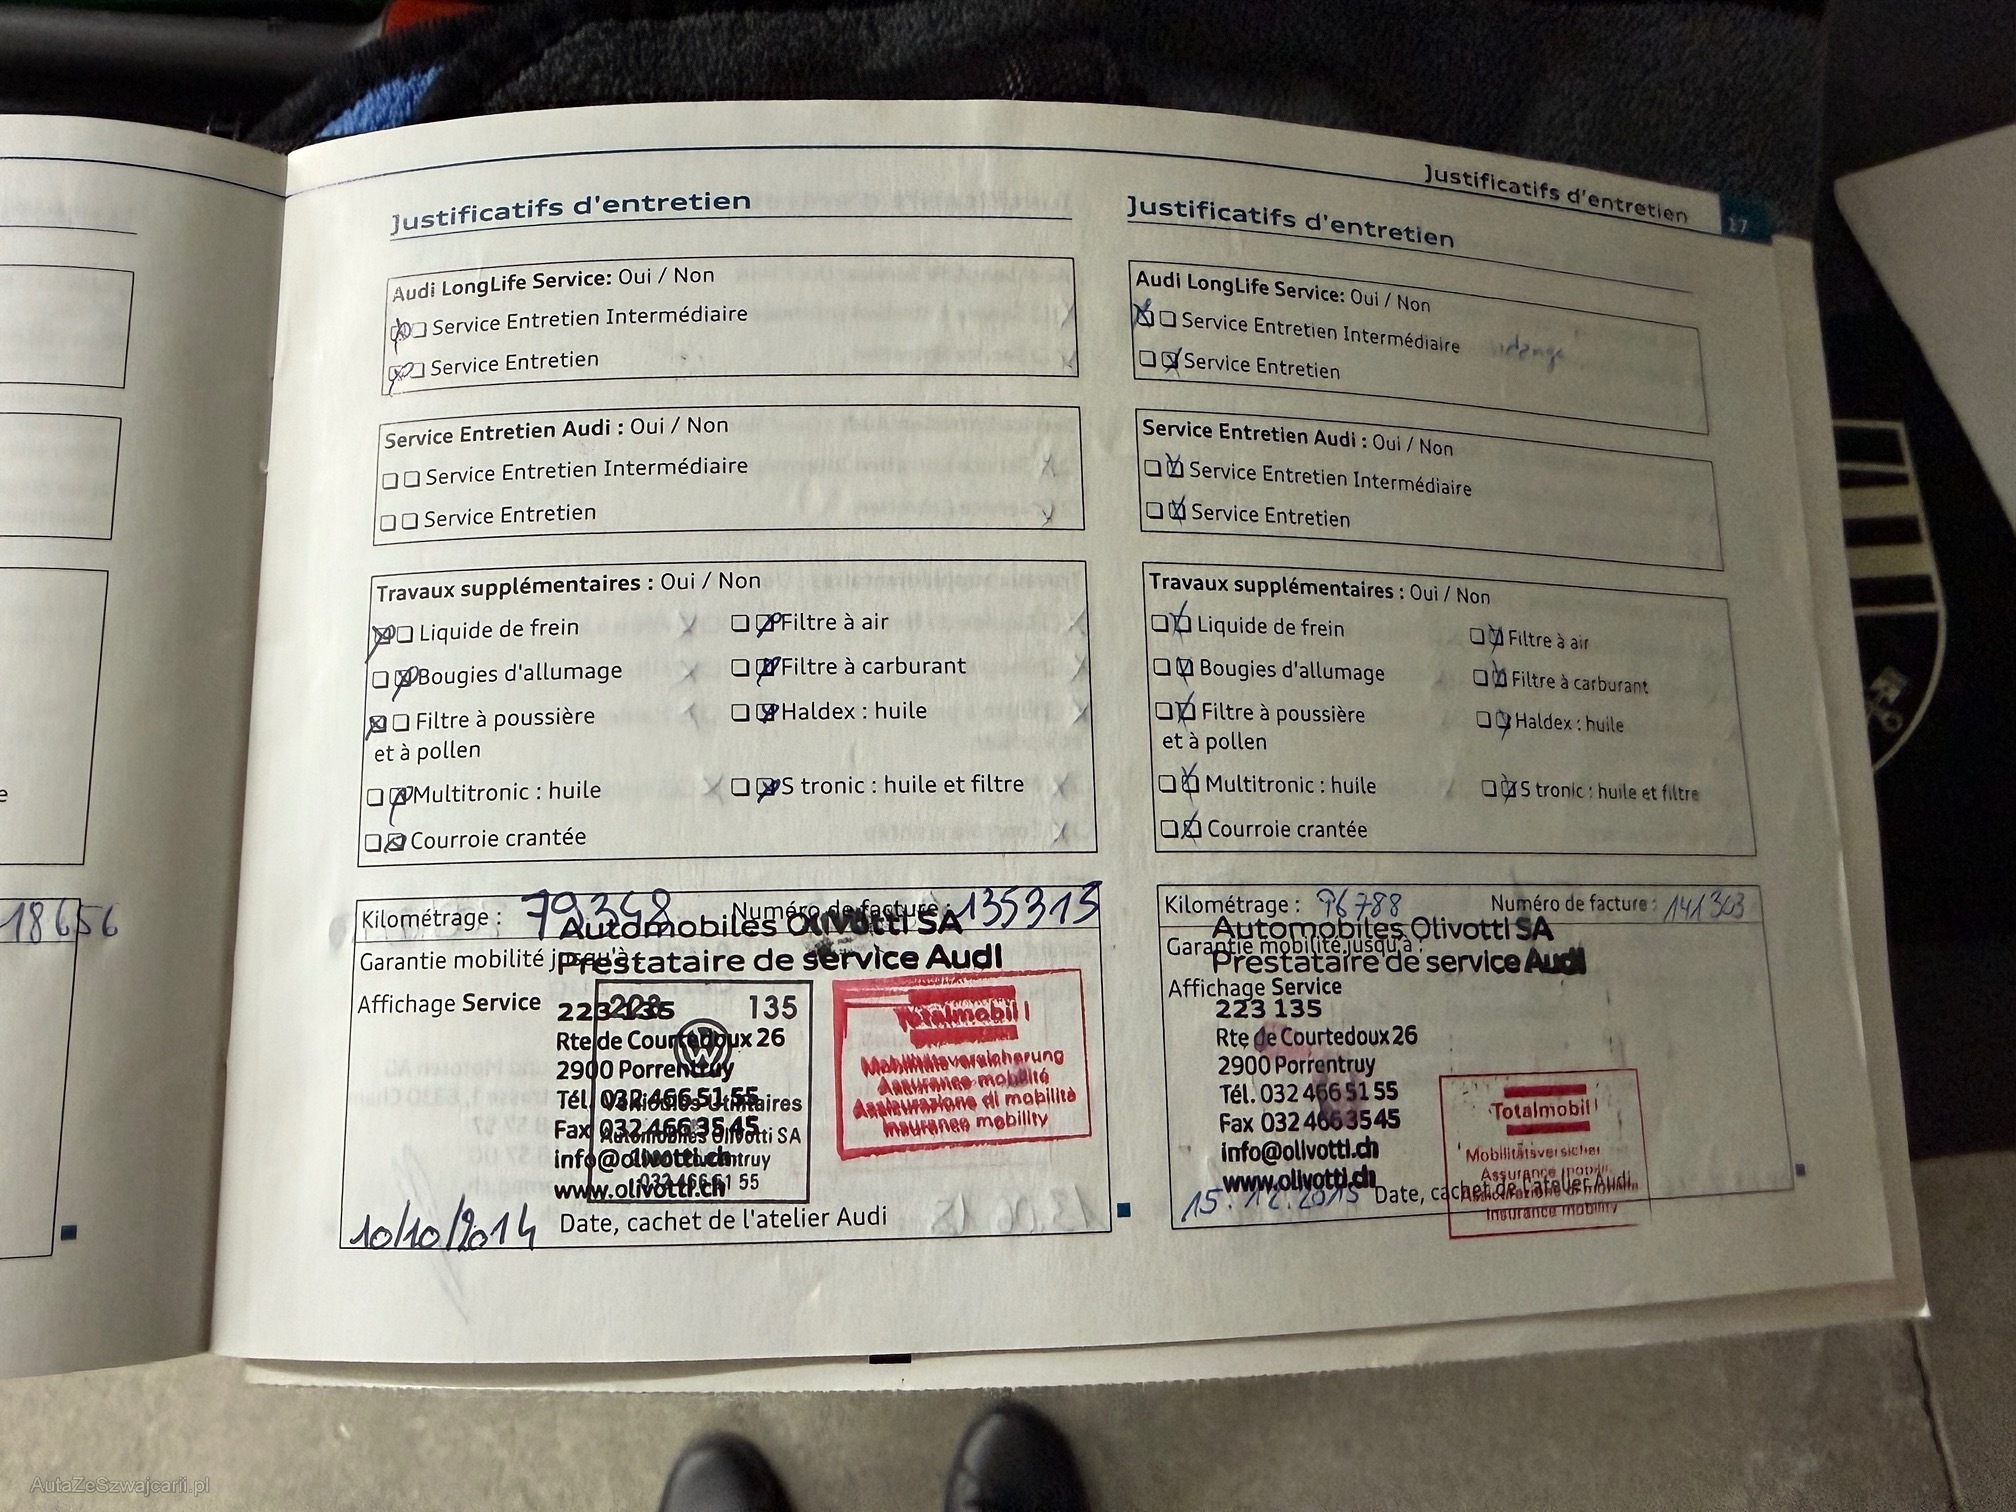 Justificatifs d'entretien
17
Justificatifs d'entretien
Audi LongLife Service: Oui / Non
Service Entretien Intermédiaire
Service Entretien
Service Entretien Audi : Oui / Non
Service Entretien Intermédiaire
Service Entretien
Travaux supplémentaires : Oui / Non
Liquide de frein
Filtre à air
Bougies d'allumage
Filtre à carburant
Filtre à poussière
et à pollen
Haldex : huile
Multitronic : huile
S tronic : huile et filtre
Courroie crantée
Kilométrage : 79348 Numéro de facture : 135313
Automobiles Olivotti SA
Garantie mobilité jusqu'à
Prestataire de service Audi
Affichage Service
223 135
135
Rte de Courtedoux 26
2900 Porrentruy
Tél. 032 466 51 55
Véhicules Utilitaires
Fax 032 466 35 45
Automobiles Olivotti SA
info@olivotti.ch
www.olivotti.ch
Totalmobil!
Mobilitätsversicherung
Assurance mobilité
Assicurazione di mobilità
Insurance mobility
10/10/2014 Date, cachet de l'atelier Audi
Justificatifs d'entretien
Audi LongLife Service: Oui / Non
Service Entretien Intermédiaire
Service Entretien
Service Entretien Audi : Oui / Non
Service Entretien Intermédiaire
Service Entretien
Travaux supplémentaires : Oui / Non
Liquide de frein
Filtre à air
Bougies d'allumage
Filtre à carburant
Filtre à poussière
et à pollen
Haldex : huile
Multitronic : huile
S tronic : huile et filtre
Courroie crantée
Kilométrage : 96788 Numéro de facture : 141303
Automobiles Olivotti SA
Garantie mobilité jusqu'à :
Prestataire de service Audi
Affichage Service
223 135
Rte de Courtedoux 26
2900 Porrentruy
Tél. 032 466 51 55
Fax 032 466 35 45
info@olivotti.ch
www.olivotti.ch
Totalmobil!
Assurance
Insurance mobility
15.12.2015 Date, cachet de l'atelier Audi
18656
AutaZeSzwajcarii.pl